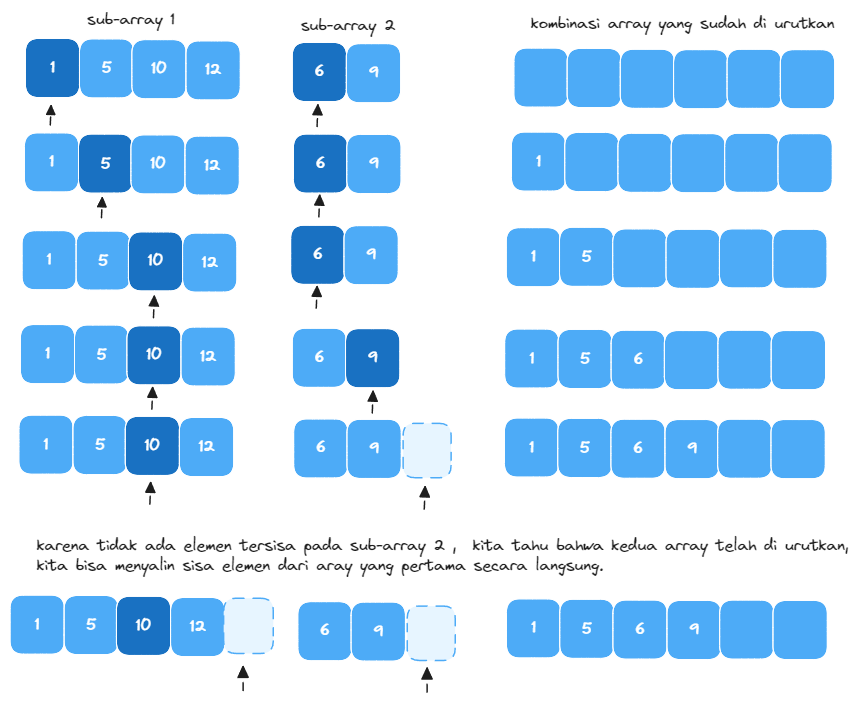 sub-array 1
sub-array 2
kombinasi array yang sudah di urutkan
1 5 10 12
6 9
1 5 10 12
6 9
1
1 5 10 12
6 9
1 5
1 5 10 12
6 9
1 5 6
1 5 10 12
6 9
1 5 6 9
karena tidak ada elemen tersisa pada sub-array 2 , kita tahu bahwa kedua array telah di urutkan,
kita bisa menyalin sisa elemen dari aray yang pertama secara langsung.
1 5 10 12
6 9
1 5 6 9